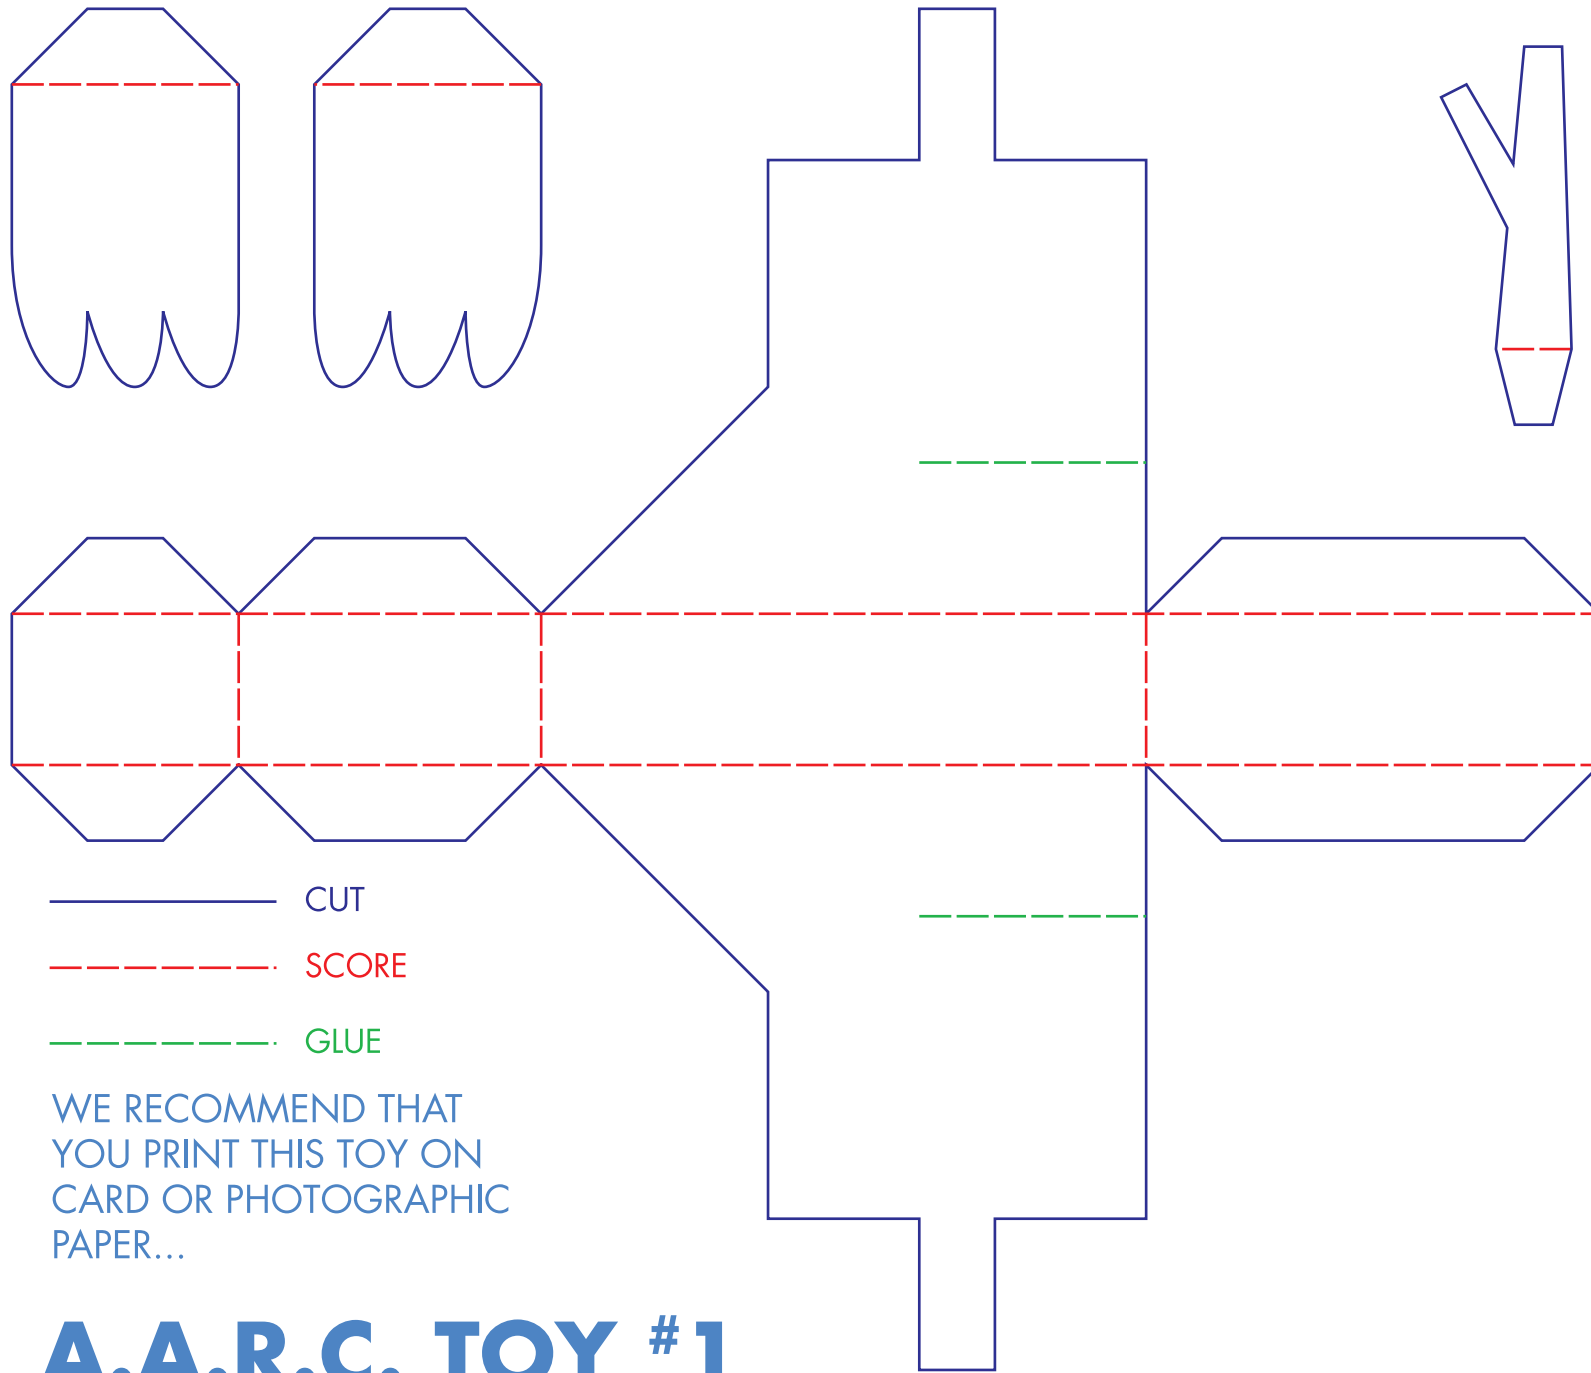 CUT
SCORE
GLUE
WE RECOMMEND THAT
YOU PRINT THIS TOY ON
CARD OR PHOTOGRAPHIC
PAPER...
A.A.R.C. TOY #1